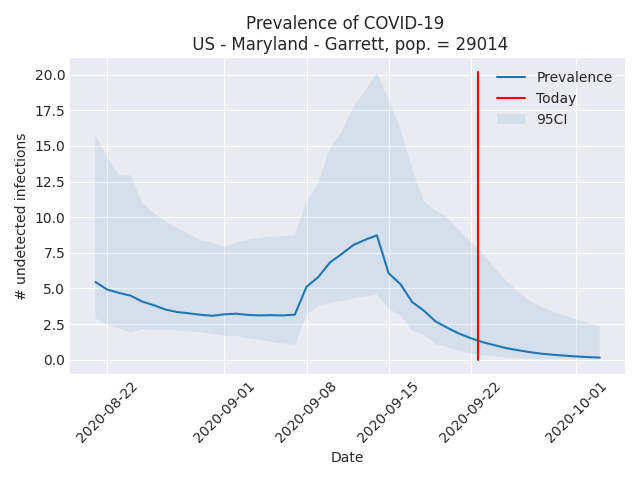 Prevalence of COVID-19
US - Maryland - Garrett, pop. = 29014
20.0
17.5
15.0
12.5
10.0
7.5
5.0
2.5
0.0
# undetected infections
Prevalence
Today
95CI
2020-08-22
2020-09-01
2020-09-08
2020-09-15
2020-09-22
2020-10-01
Date